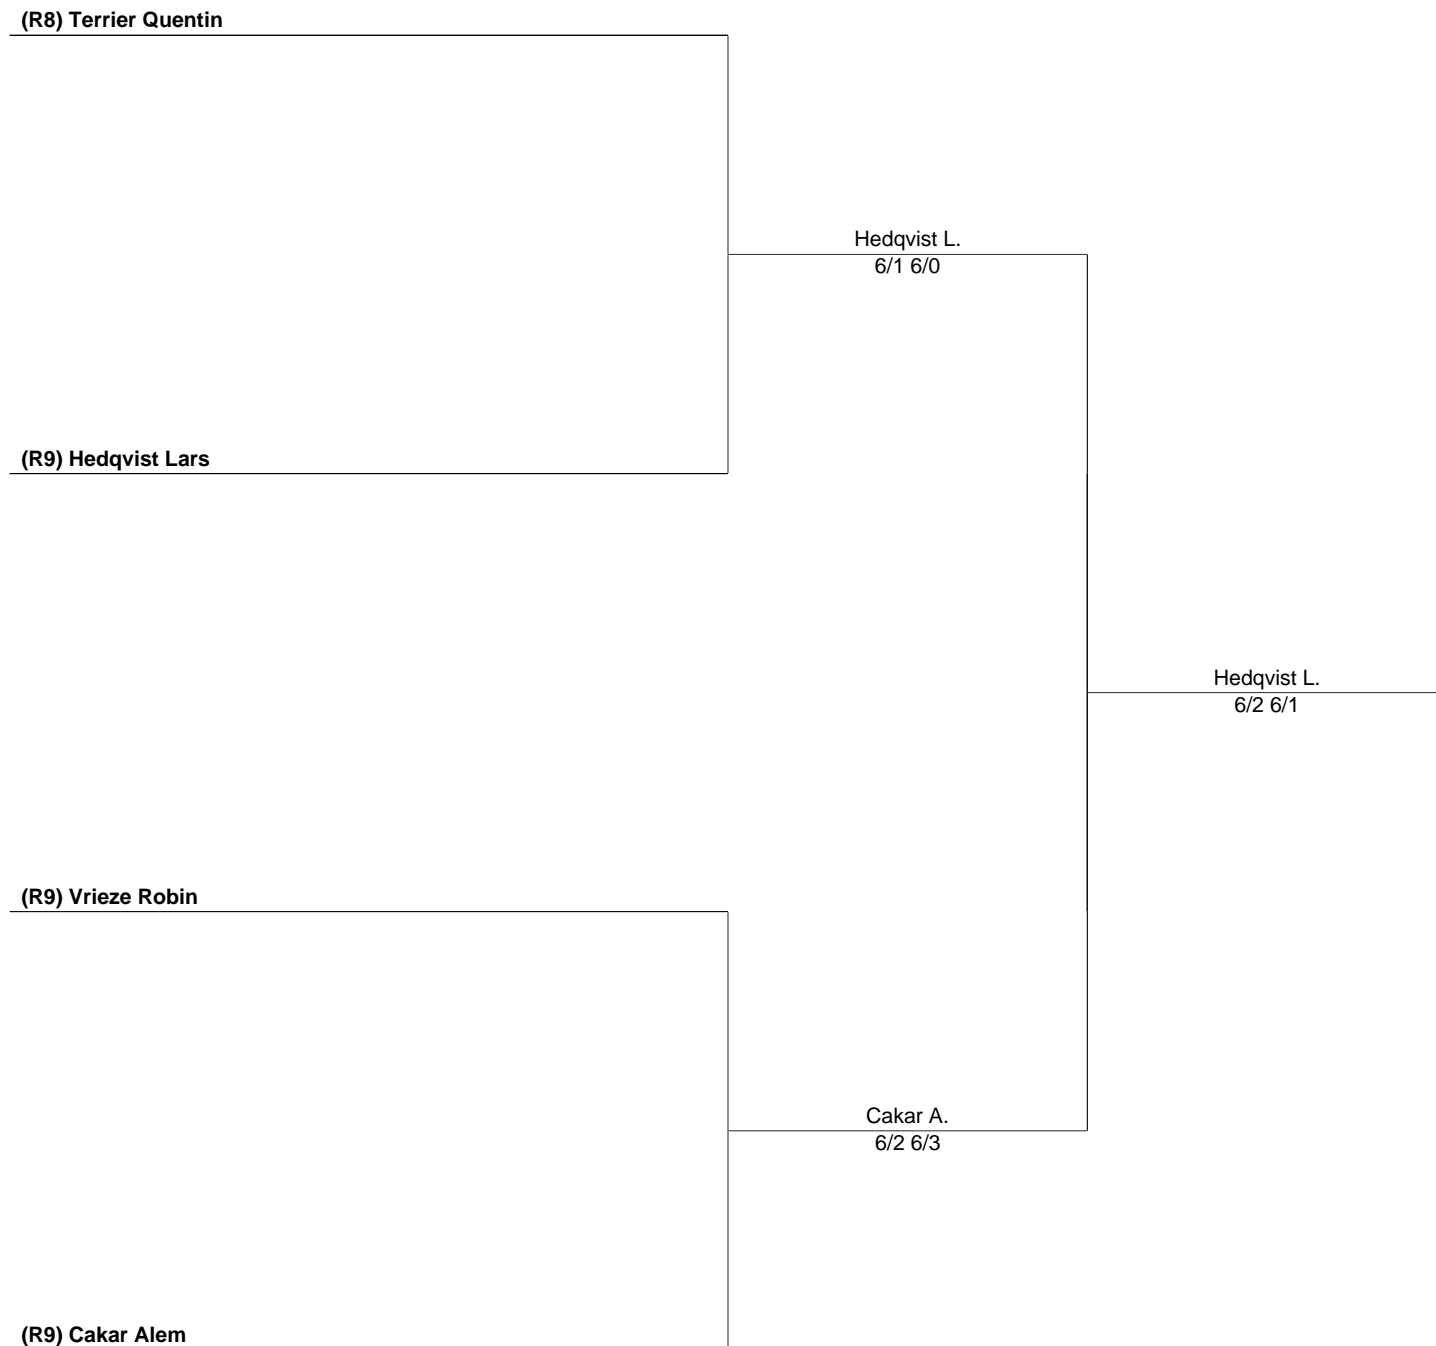 (R8) Terrier Quentin
Hedqvist L.
6/1 6/0
(R9) Hedqvist Lars
Hedqvist L.
6/2 6/1
(R9) Vrieze Robin
Cakar A.
6/2 6/3
(R9) Cakar Alem